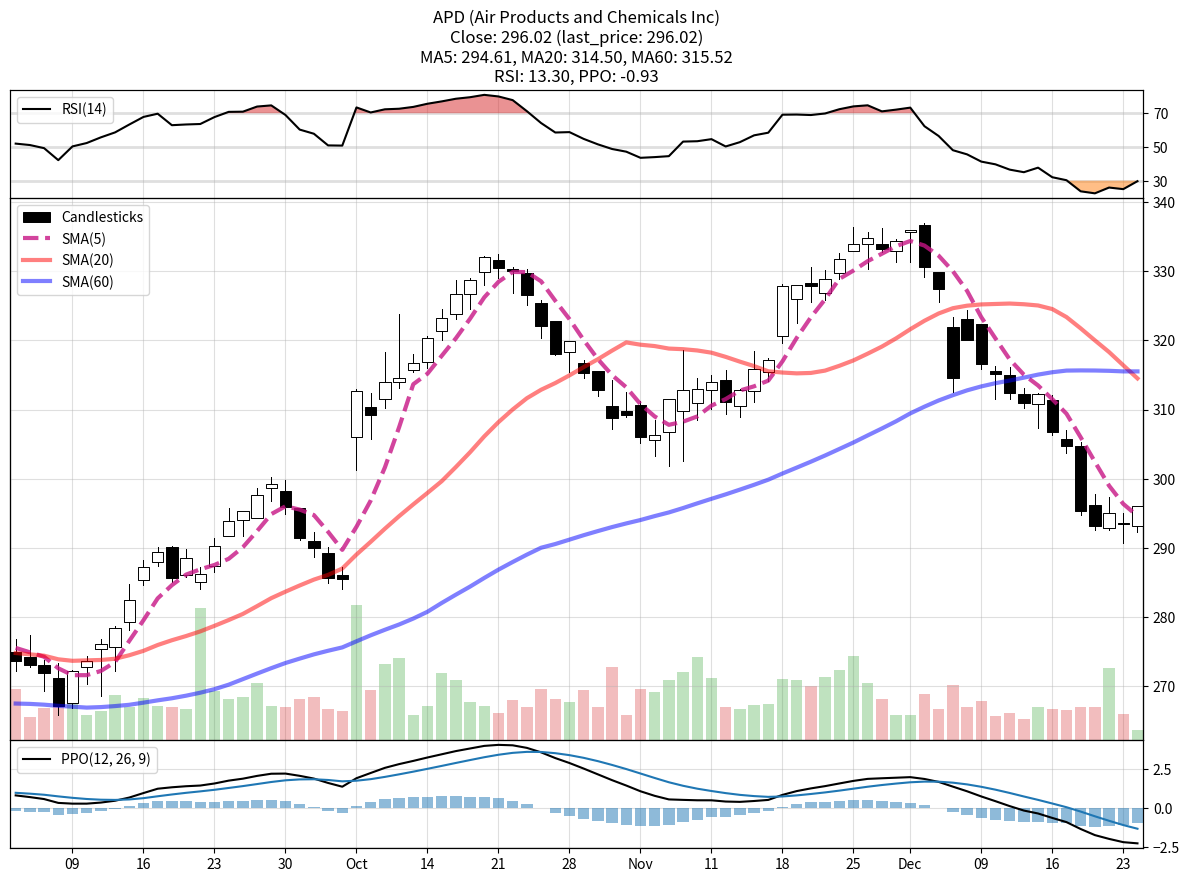 APD (Air Products and Chemicals Inc)
Close: 296.02 (last_price: 296.02)
MA5: 294.61, MA20: 314.50, MA60: 315.52
RSI: 13.30, PPO: -0.93
RSI(14)
70
50
30
Candlesticks
SMA(5)
SMA(20)
SMA(60)
340
330
320
310
300
290
280
270
PPO(12, 26, 9)
2.5
0.0
−2.5
09 16 23 30 Oct 14 21 28 Nov 11 18 25 Dec 09 16 23